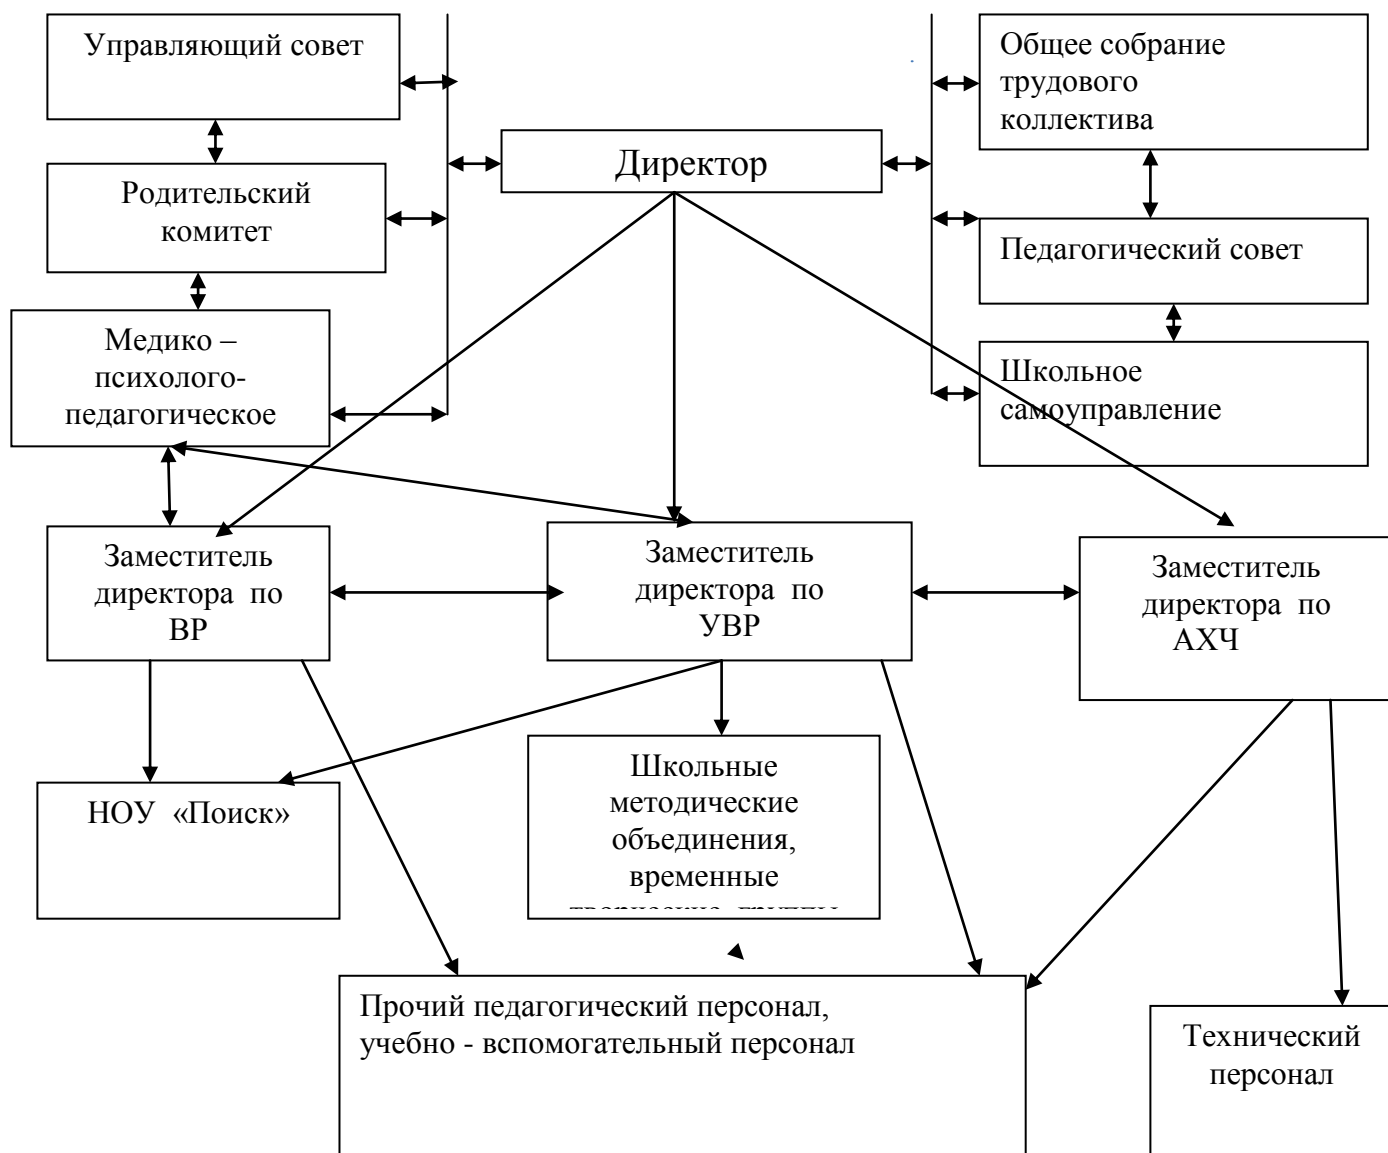 Управляющий совет
Общее собрание
трудового
коллектива
Директор
Родительский
комитет
Педагогический совет
Медико –
психолого-
педагогическое
Школьное
самоуправление
Заместитель
директора по
ВР
Заместитель
директора по
УВР
Заместитель
директора по
АХЧ
НОУ «Поиск»
Школьные
методические
объединения,
временные
Прочий педагогический персонал,
учебно - вспомогательный персонал
Технический
персонал